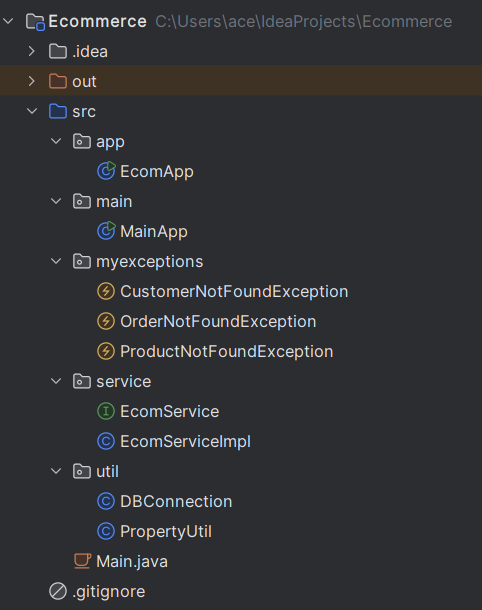 Ecommerce C:\Users\ace\IdeaProjects\Ecommerce
.idea
out
src
app
EcomApp
main
MainApp
myexceptions
CustomerNotFoundException
OrderNotFoundException
ProductNotFoundException
service
I EcomService
C EcomServiceImpl
util
C DBConnection
C PropertyUtil
Main.java
.gitignore